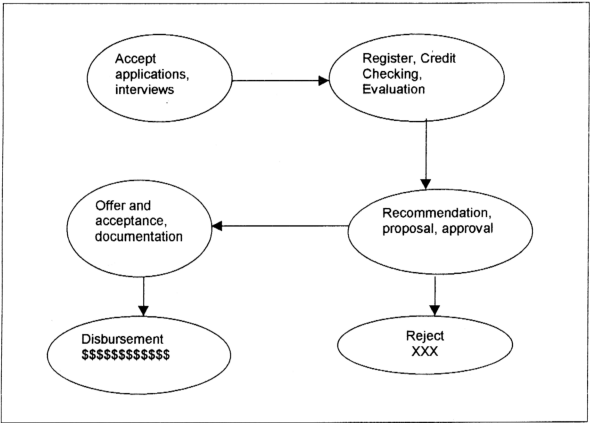 Accept
applications,
interviews
Register, Credit
Checking,
Evaluation
Offer and
acceptance,
documentation
Recommendation,
proposal, approval
Disbursement
$$$$$$$$$$$$
Reject
XXX